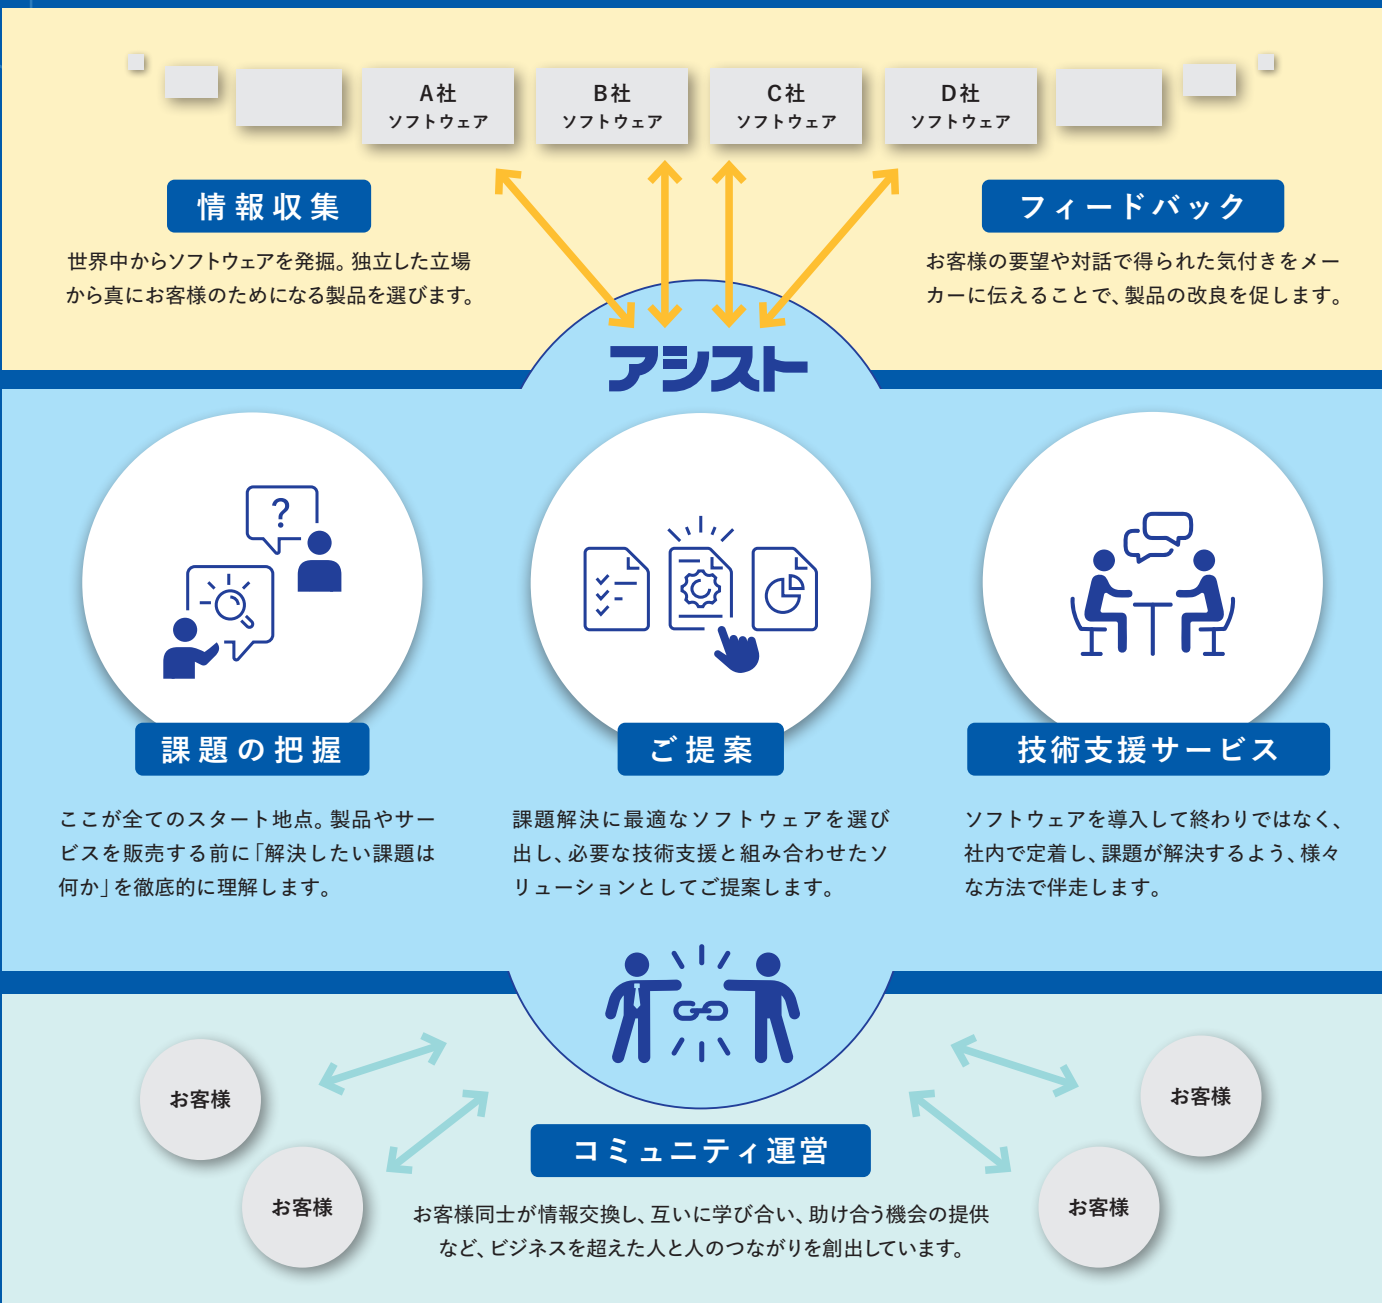 A社
ソフトウェア
B社
ソフトウェア
C社
ソフトウェア
D社
ソフトウェア
情報収集
世界中からソフトウェアを発掘。独立した立場
から真にお客様のためになる製品を選びます。
フィードバック
お客様の要望や対話で得られた気付きをメー
カーに伝えることで、製品の改良を促します。
アシスト
?
課題の把握
ここが全てのスタート地点。製品やサー
ビスを販売する前に「解決したい課題は
何か」を徹底的に理解します。
ご提案
課題解決に最適なソフトウェアを選び
出し、必要な技術支援と組み合わせたソ
リューションとしてご提案します。
技術支援サービス
ソフトウェアを導入して終わりではなく、
社内で定着し、課題が解決するよう、様々
な方法で伴走します。
お客様
お客様
お客様
お客様
コミュニティ運営
お客様同士が情報交換し、互いに学び合い、助け合う機会の提供
など、ビジネスを超えた人と人のつながりを創出しています。